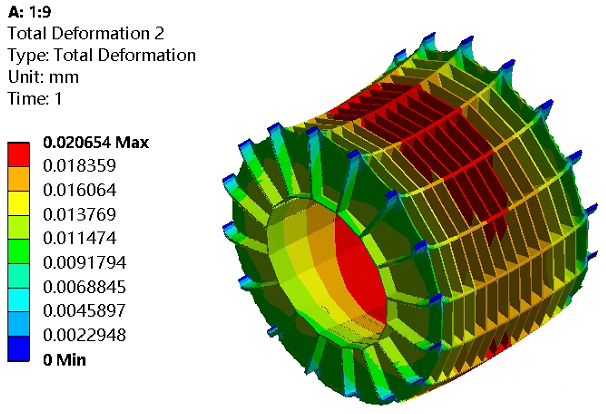 A: 1:9
Total Deformation 2
Type: Total Deformation
Unit: mm
Time: 1
0.020654 Max
0.018359
0.016064
0.013769
0.011474
0.0091794
0.0068845
0.0045897
0.0022948
0 Min